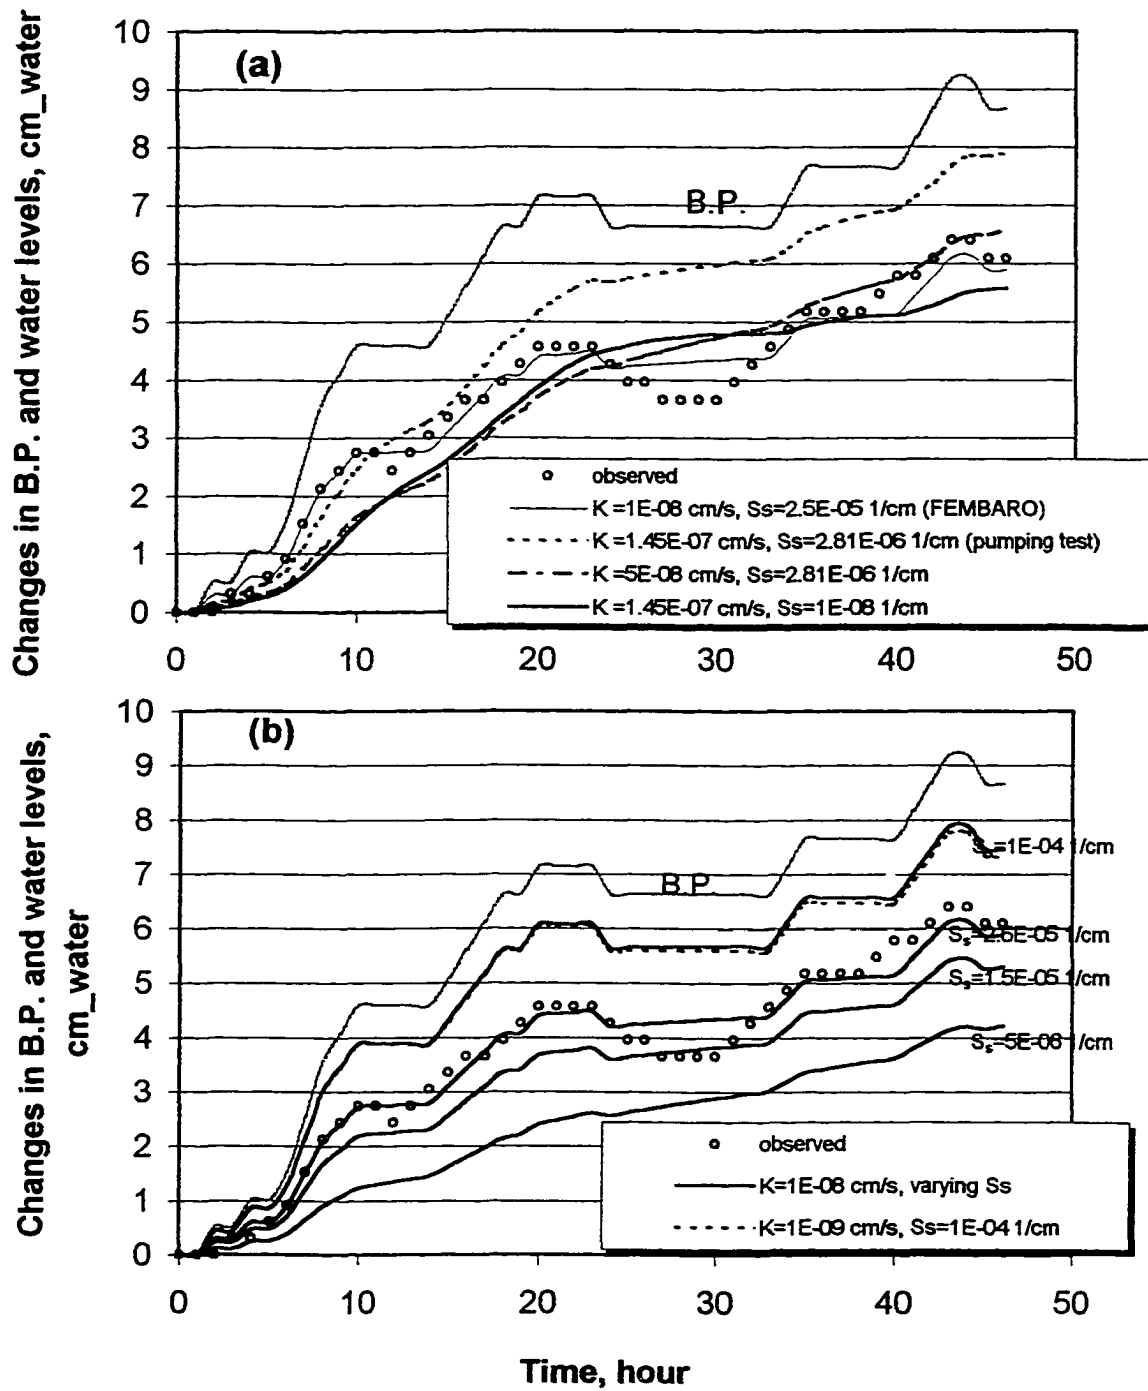 Changes in B.P. and water levels, cm_water
10
9
8
7
6
5
4
3
2
1
0
(a)
B.P.
observed
K=1E-08 cm/s, Ss=2.5E-05 1/cm (FEMBARO)
K=1.45E-07 cm/s, Ss=2.81E-06 1/cm (pumping test)
K=5E-08 cm/s, Ss=2.81E-06 1/cm
K=1.45E-07 cm/s, Ss=1E-08 1/cm
0 10 20 30 40 50
Changes in B.P. and water levels,
cm_water
10
9
8
7
6
5
4
3
2
1
0
(b)
B.P.
Ss=1E-04 1/cm
Ss=2.5E-05 1/cm
Ss=1.5E-05 1/cm
Ss=5E-06 1/cm
observed
K=1E-08 cm/s, varying Ss
K=1E-09 cm/s, Ss=1E-04 1/cm
0 10 20 30 40 50
Time, hour